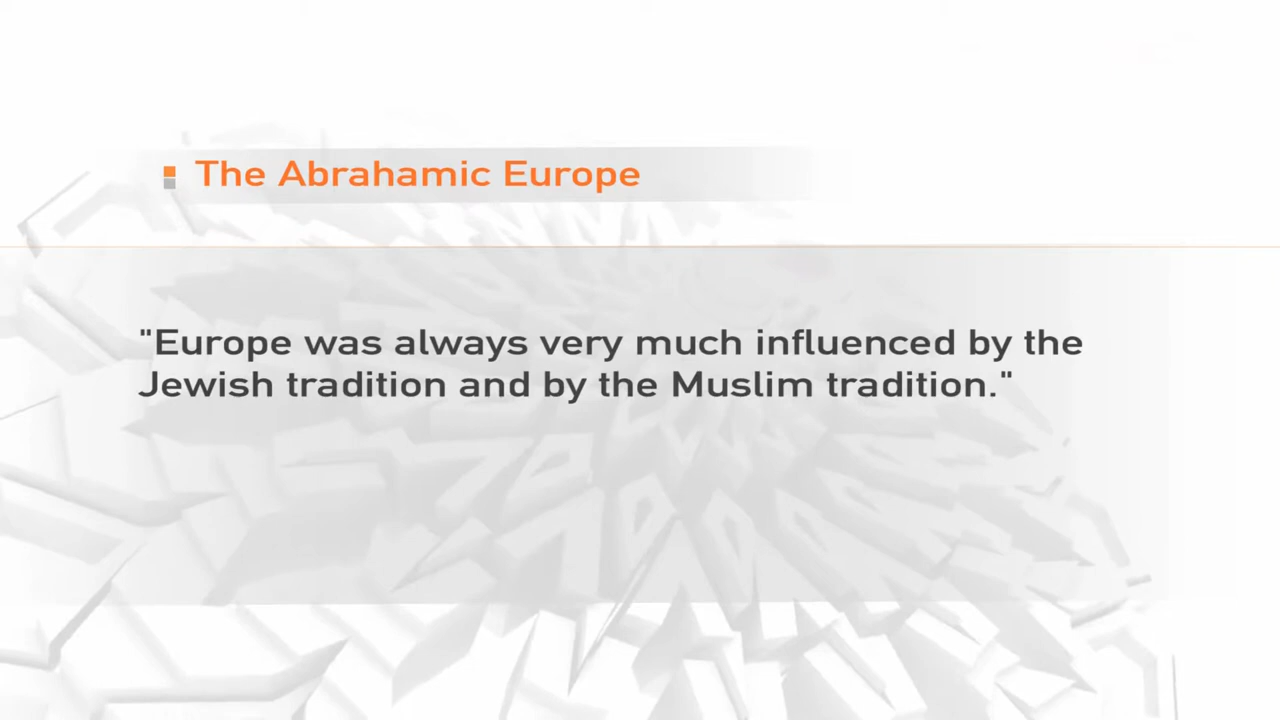 The Abrahamic Europe
"Europe was always very much influenced by the
Jewish tradition and by the Muslim tradition."